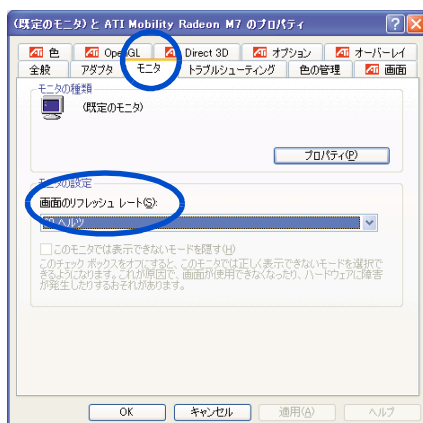 (既定のモニタ) と ATI Mobility Radeon M7 のプロパティ
色 OpenGL Direct 3D オプション オーバーレイ
全般 アダプタ モニタ トラブルシューティング 色の管理 画面
モニタの種類
(既定のモニタ)
プロパティ(P)
モニタの設定
画面のリフレッシュ レート(S):
60 ヘルツ
このモニタでは表示できないモードを隠す(H)
このチェック ボックスをオフにすると、このモニタでは正しく表示できないモードを選択で
きるようになります。これが原因で、画面が使用できなくなったり、ハードウェアに障害
が発生したりするおそれがあります。
OK キャンセル 適用(A) ヘルプ